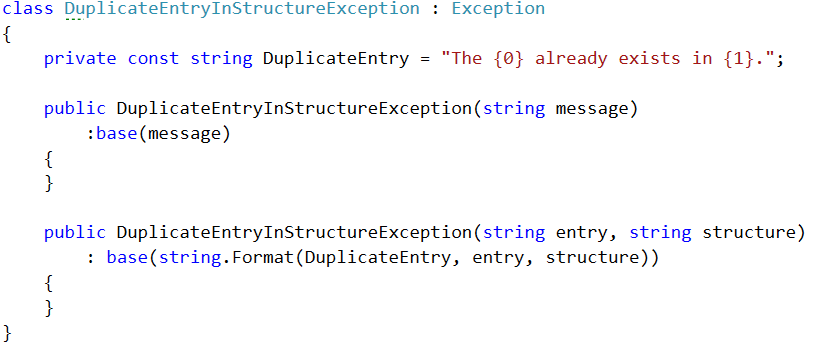 class DuplicateEntryInStructureException : Exception
{
    private const string DuplicateEntry = "The {0} already exists in {1}.";

    public DuplicateEntryInStructureException(string message)
        :base(message)
    {
    }

    public DuplicateEntryInStructureException(string entry, string structure)
        : base(string.Format(DuplicateEntry, entry, structure))
    {
    }
}